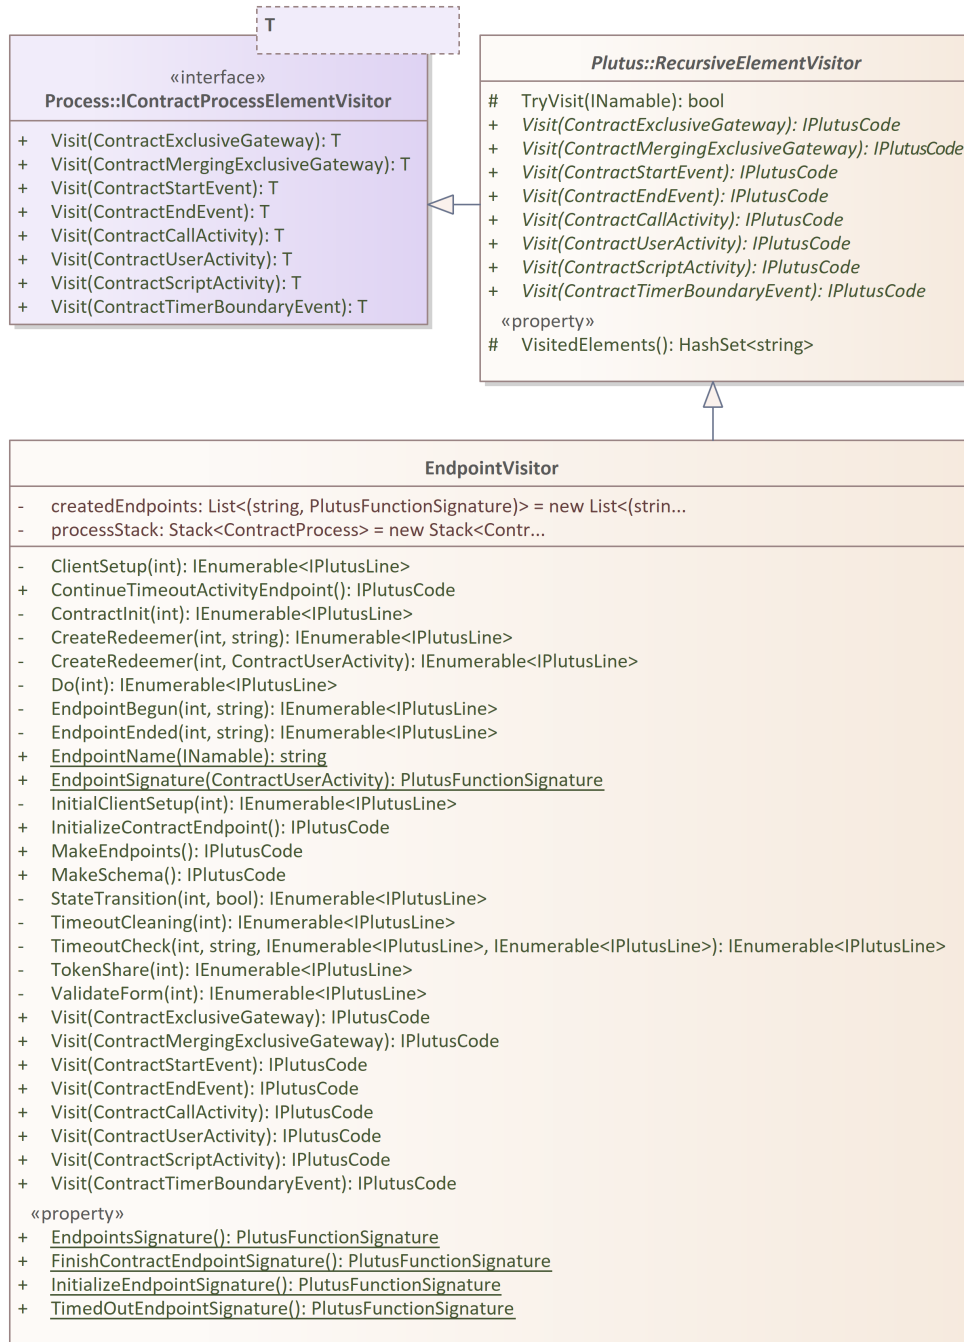 T
«interface»
Process::IContractProcessElementVisitor
+ Visit(ContractExclusiveGateway): T
+ Visit(ContractMergingExclusiveGateway): T
+ Visit(ContractStartEvent): T
+ Visit(ContractEndEvent): T
+ Visit(ContractCallActivity): T
+ Visit(ContractUserActivity): T
+ Visit(ContractScriptActivity): T
+ Visit(ContractTimerBoundaryEvent): T
Plutus::RecursiveElementVisitor
# TryVisit(INamable): bool
+ Visit(ContractExclusiveGateway): IPlutusCode
+ Visit(ContractMergingExclusiveGateway): IPlutusCode
+ Visit(ContractStartEvent): IPlutusCode
+ Visit(ContractEndEvent): IPlutusCode
+ Visit(ContractCallActivity): IPlutusCode
+ Visit(ContractUserActivity): IPlutusCode
+ Visit(ContractScriptActivity): IPlutusCode
+ Visit(ContractTimerBoundaryEvent): IPlutusCode
«property»
# VisitedElements(): HashSet<string>
EndpointVisitor
- createdEndpoints: List<(string, PlutusFunctionSignature)> = new List<(strin...
- processStack: Stack<ContractProcess> = new Stack<Contr...
- ClientSetup(int): IEnumerable<IPlutusLine>
+ ContinueTimeoutActivityEndpoint(): IPlutusCode
- ContractInit(int): IEnumerable<IPlutusLine>
- CreateRedeemer(int, string): IEnumerable<IPlutusLine>
- CreateRedeemer(int, ContractUserActivity): IEnumerable<IPlutusLine>
- Do(int): IEnumerable<IPlutusLine>
- EndpointBegun(int, string): IEnumerable<IPlutusLine>
- EndpointEnded(int, string): IEnumerable<IPlutusLine>
+ EndpointName(INamable): string
+ EndpointSignature(ContractUserActivity): PlutusFunctionSignature
- InitialClientSetup(int): IEnumerable<IPlutusLine>
+ InitializeContractEndpoint(): IPlutusCode
+ MakeEndpoints(): IPlutusCode
+ MakeSchema(): IPlutusCode
- StateTransition(int, bool): IEnumerable<IPlutusLine>
- TimeoutCleaning(int): IEnumerable<IPlutusLine>
- TimeoutCheck(int, string, IEnumerable<IPlutusLine>, IEnumerable<IPlutusLine>): IEnumerable<IPlutusLine>
- TokenShare(int): IEnumerable<IPlutusLine>
- ValidateForm(int): IEnumerable<IPlutusLine>
+ Visit(ContractExclusiveGateway): IPlutusCode
+ Visit(ContractMergingExclusiveGateway): IPlutusCode
+ Visit(ContractStartEvent): IPlutusCode
+ Visit(ContractEndEvent): IPlutusCode
+ Visit(ContractCallActivity): IPlutusCode
+ Visit(ContractUserActivity): IPlutusCode
+ Visit(ContractScriptActivity): IPlutusCode
+ Visit(ContractTimerBoundaryEvent): IPlutusCode
«property»
+ EndpointsSignature(): PlutusFunctionSignature
+ FinishContractEndpointSignature(): PlutusFunctionSignature
+ InitializeEndpointSignature(): PlutusFunctionSignature
+ TimedOutEndpointSignature(): PlutusFunctionSignature